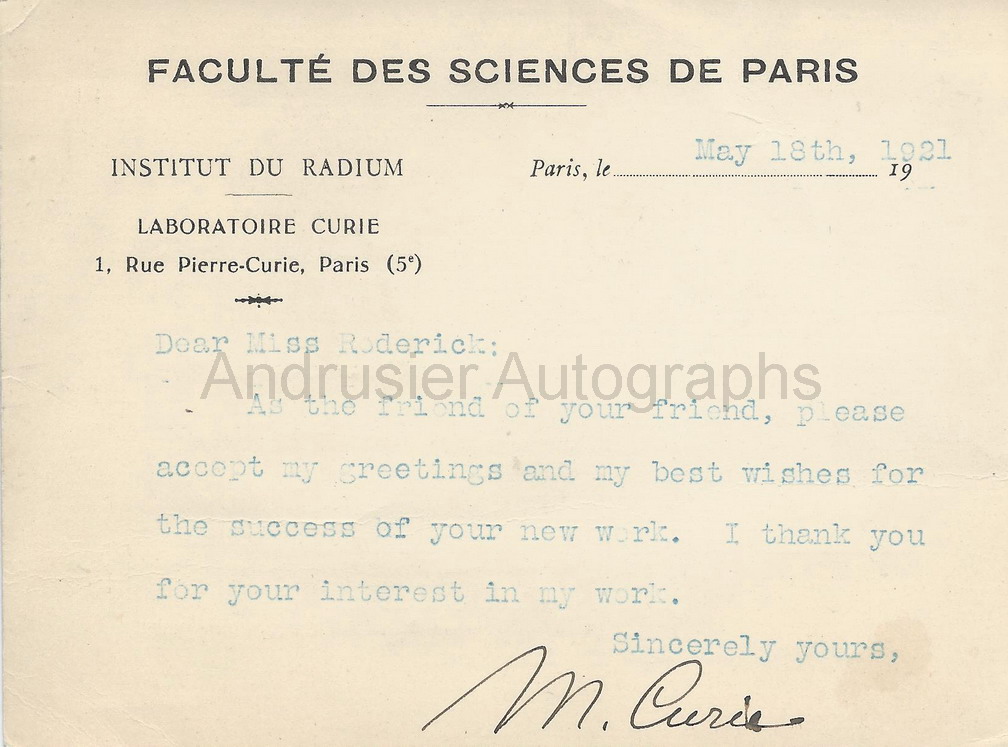 FACULTÉ DES SCIENCES DE PARIS
INSTITUT DU RADIUM
LABORATOIRE CURIE
1, Rue Pierre-Curie, Paris (5e)
Paris, le May 18th, 1921 19
Dear Miss Roderick:
Andrusier Autographs
As the friend of your friend, please
accept my greetings and my best wishes for
the success of your new work. I thank you
for your interest in my work.
Sincerely yours,
M. Curie